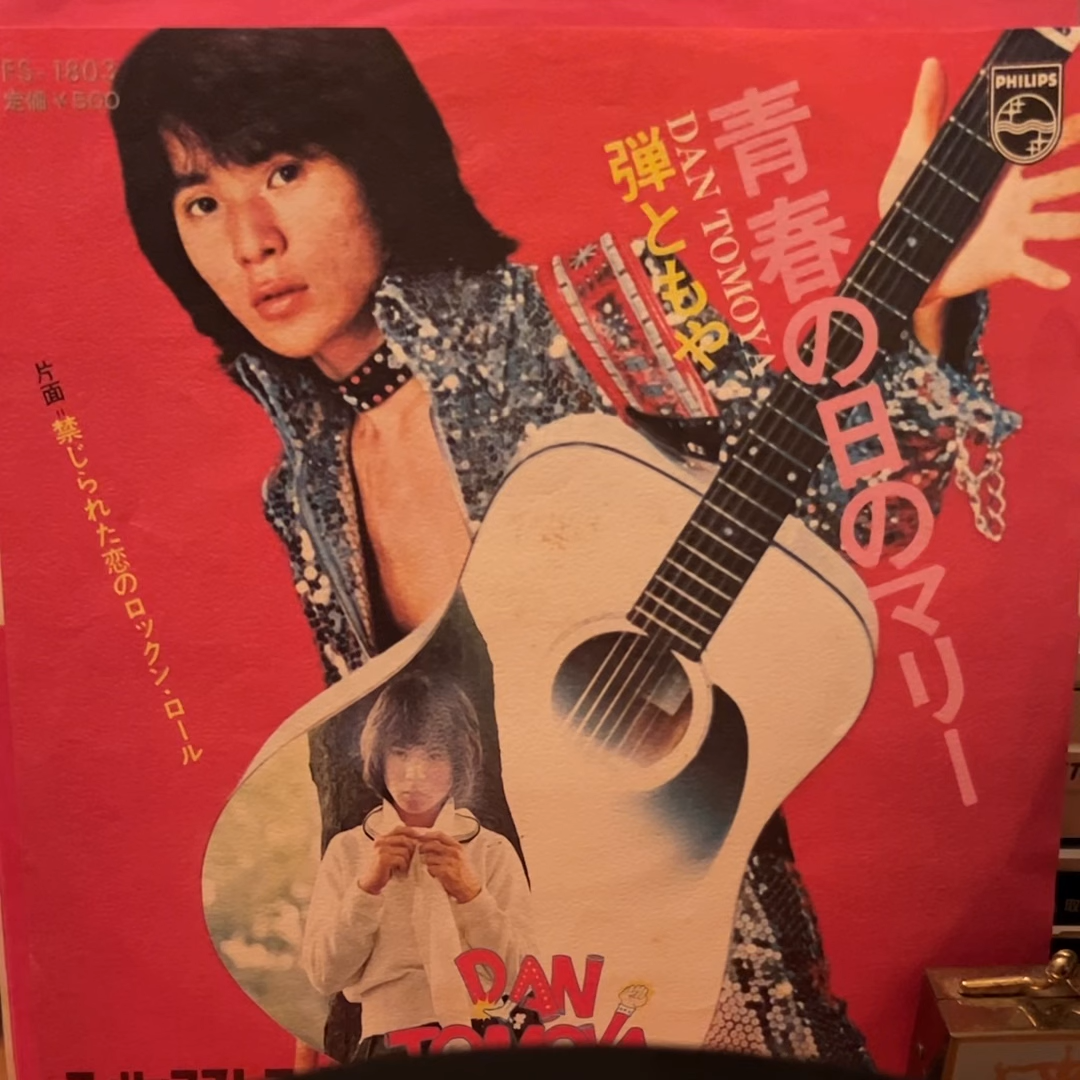 FS-1803
定価¥500
PHILIPS
青春の日のマリー
DAN TOMOYA
弾ともや
片面=禁じられた恋のロックン・ロール
DAN
TOMOYA